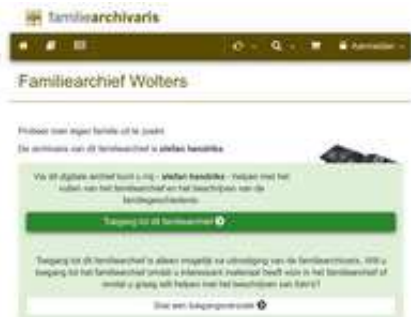 familiearchivaris
Aanmelden
Familiearchief Wolters
Probeer mijn eigen familie uit te zoeken
De archivaris van dit familiearchief is stefan hendriks
Via dit digitale archief kunt u mij - stefan hendriks - helpen met het
vullen van het familiearchief en het beschrijven van de
familiegeschiedenis.
Toegang tot dit familiearchief
Toegang tot dit familiearchief is alleen mogelijk na uitnodiging van de familiearchivaris. Wilt u
toegang tot het familiearchief omdat u interessant materiaal heeft voor in het familiearchief of
omdat u graag wilt helpen met het beschrijven van foto's?
Doe een toegangsverzoek